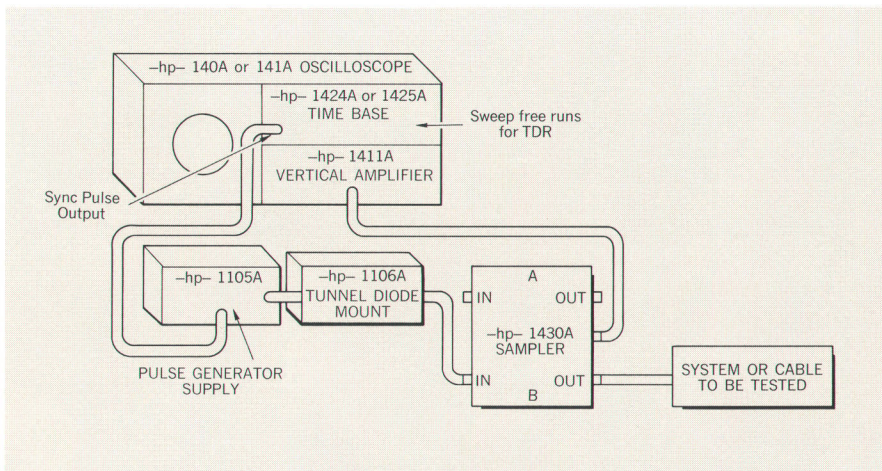 -hp- 140A or 141A OSCILLOSCOPE
-hp- 1424A or 1425A
TIME BASE
Sweep free runs
for TDR
-hp- 1411A
VERTICAL AMPLIFIER
Sync Pulse
Output
-hp- 1105A
-hp- 1106A
TUNNEL DIODE
MOUNT
A
IN
OUT
-hp- 1430A
SAMPLER
IN
OUT
B
PULSE GENERATOR
SUPPLY
SYSTEM OR CABLE
TO BE TESTED